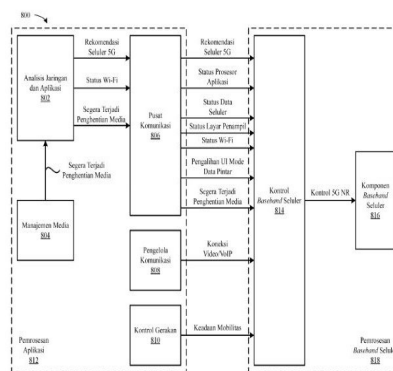 800
Analisis Jaringan
dan Aplikasi
802
Rekomendasi
Seluler 5G
Status Wi-Fi
Segera Terjadi
Penghentian Media
Segera Terjadi
Penghentian Media
Manajemen Media
804
Pusat
Komunikasi
806
Rekomendasi
Seluler 5G
Status Prosesor
Aplikasi
Status Data
Seluler
Status Layar Penampil
Status Wi-Fi
Pengalihan UI Mode
Data Pintar
Segera Terjadi
Penghentian Media
Pengelola
Komunikasi
808
Koneksi
Video/VoIP
Kontrol Gerakan
810
Keadaan Mobilitas
Kontrol
Baseband Seluler
814
Kontrol 5G NR
Komponen
Baseband
Seluler
816
Pemrosesan
Aplikasi
812
Pemrosesan
Baseband Seluler
818